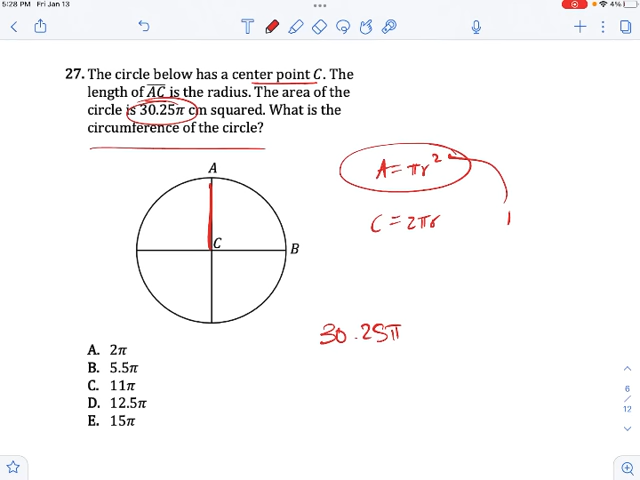 5:28 PM Fri Jan 13
4%
27. The circle below has a center point C. The
length of AC is the radius. The area of the
circle is 30.25π cm squared. What is the
circumference of the circle?
A
C
B
A = πr²
C = 2πr
30.25π
A. 2π
B. 5.5π
C. 11π
D. 12.5π
E. 15π
6
/
12